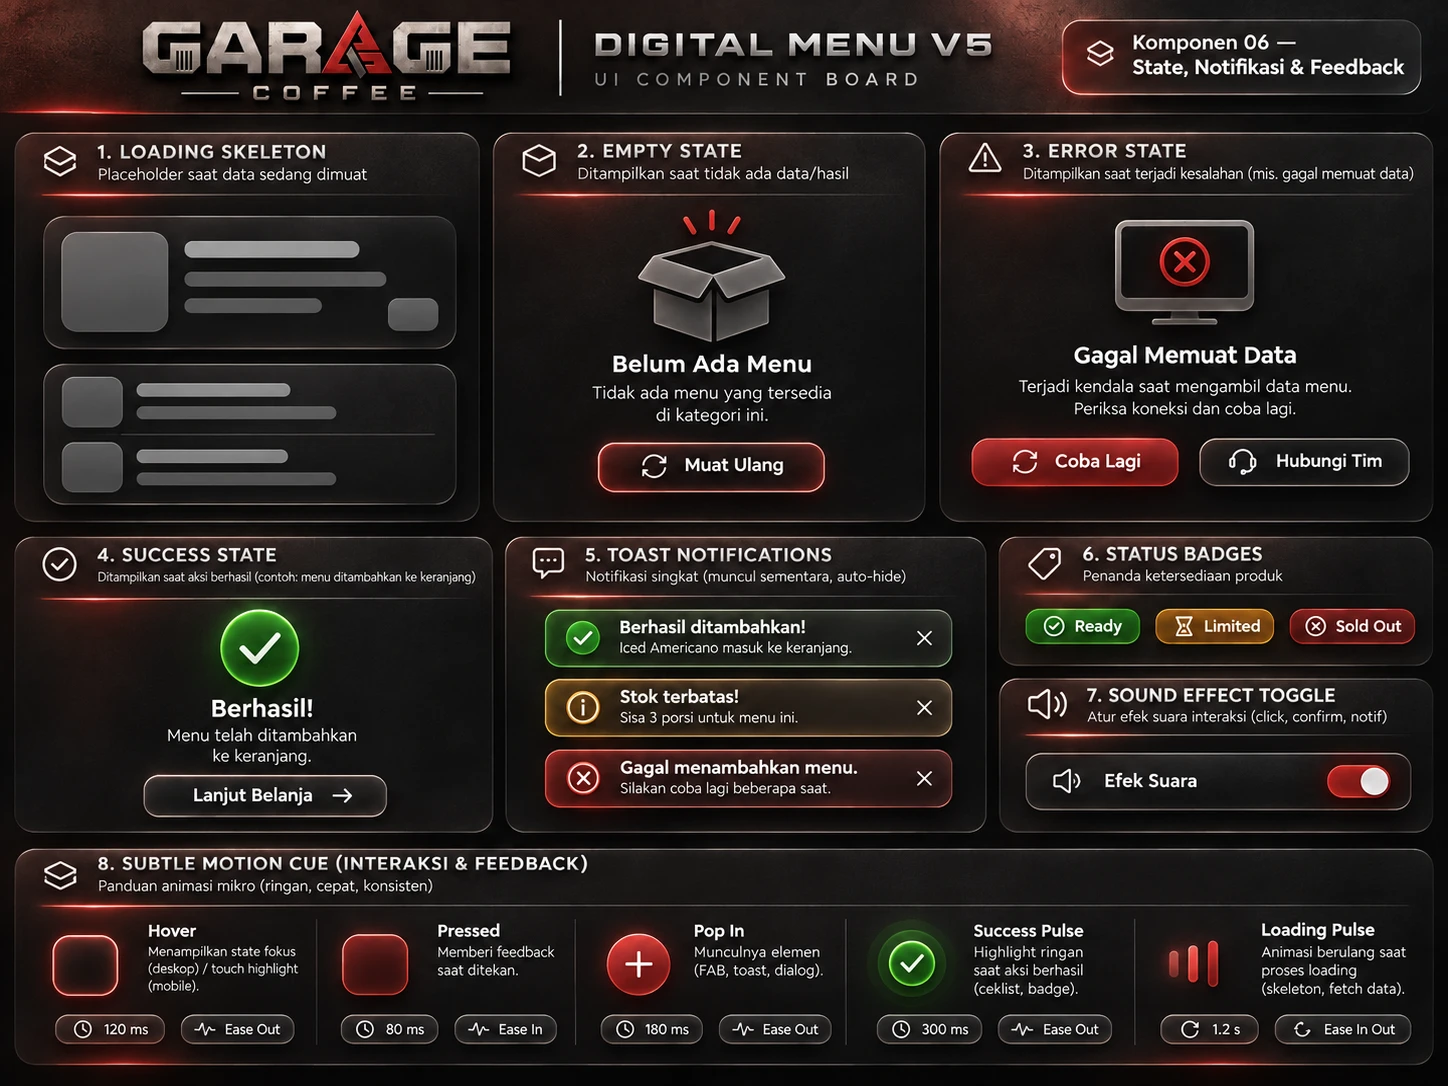 GARAGE
COFFEE
DIGITAL MENU V5
UI COMPONENT BOARD
Komponen 06 —
State, Notifikasi & Feedback
1. LOADING SKELETON
Placeholder saat data sedang dimuat
2. EMPTY STATE
Ditampilkan saat tidak ada data/hasil
Belum Ada Menu
Tidak ada menu yang tersedia
di kategori ini.
Muat Ulang
3. ERROR STATE
Ditampilkan saat terjadi kesalahan (mis. gagal memuat data)
Gagal Memuat Data
Terjadi kendala saat mengambil data menu.
Periksa koneksi dan coba lagi.
Coba Lagi
Hubungi Tim
4. SUCCESS STATE
Ditampilkan saat aksi berhasil (contoh: menu ditambahkan ke keranjang)
Berhasil!
Menu telah ditambahkan
ke keranjang.
Lanjut Belanja
5. TOAST NOTIFICATIONS
Notifikasi singkat (muncul sementara, auto-hide)
Berhasil ditambahkan!
Iced Americano masuk ke keranjang.
Stok terbatas!
Sisa 3 porsi untuk menu ini.
Gagal menambahkan menu.
Silakan coba lagi beberapa saat.
6. STATUS BADGES
Penanda ketersediaan produk
Ready
Limited
Sold Out
7. SOUND EFFECT TOGGLE
Atur efek suara interaksi (click, confirm, notif)
Efek Suara
8. SUBTLE MOTION CUE (INTERAKSI & FEEDBACK)
Panduan animasi mikro (ringan, cepat, konsisten)
Hover
Menampilkan state fokus
(deskop) / touch highlight
(mobile).
120 ms
Ease Out
Pressed
Memberi feedback
saat ditekan.
80 ms
Ease In
Pop In
Munculnya elemen
(FAB, toast, dialog).
180 ms
Ease Out
Success Pulse
Highlight ringan
saat aksi berhasil
(ceklist, badge).
300 ms
Ease Out
Loading Pulse
Animasi berulang saat
proses loading
(skeleton, fetch data).
1.2 s
Ease In Out